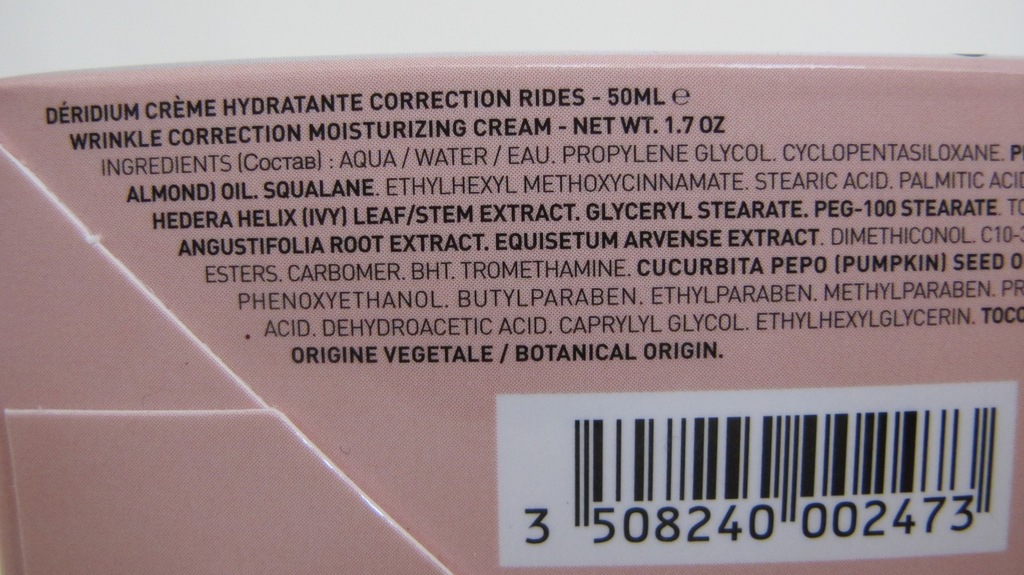 DÉRIDIUM CRÈME HYDRATANTE CORRECTION RIDES - 50ML ℮
WRINKLE CORRECTION MOISTURIZING CREAM - NET WT. 1.7 OZ
INGREDIENTS (Состав) : AQUA / WATER / EAU. PROPYLENE GLYCOL. CYCLOPENTASILOXANE.
ALMOND) OIL. SQUALANE. ETHYLHEXYL METHOXYCINNAMATE. STEARIC ACID. PALMITIC ACID
HEDERA HELIX (IVY) LEAF/STEM EXTRACT. GLYCERYL STEARATE. PEG-100 STEARATE.
ANGUSTIFOLIA ROOT EXTRACT. EQUISETUM ARVENSE EXTRACT. DIMETHICONOL.
ESTERS. CARBOMER. BHT. TROMETHAMINE. CUCURBITA PEPO (PUMPKIN) SEED
PHENOXYETHANOL. BUTYLPARABEN. ETHYLPARABEN. METHYLPARABEN.
ACID. DEHYDROACETIC ACID. CAPRYLYL GLYCOL. ETHYLHEXYLGLYCERIN.
ORIGINE VEGETALE / BOTANICAL ORIGIN.
3 508240 002473